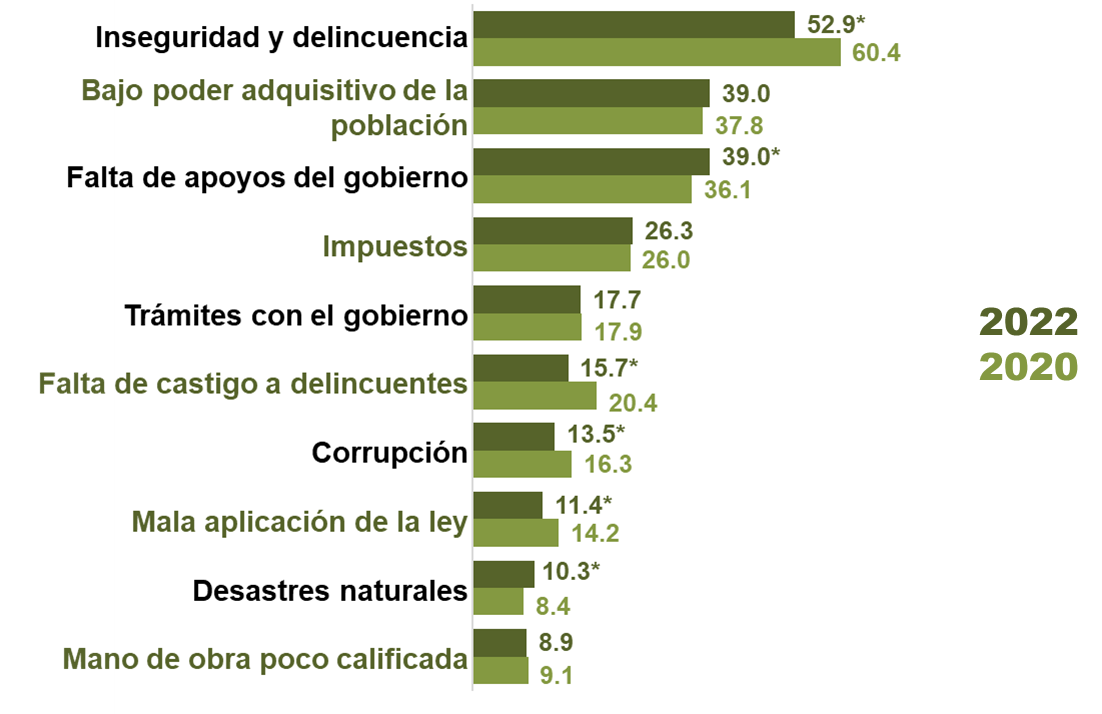 Inseguridad y delincuencia
52.9*
60.4
Bajo poder adquisitivo de la
población
39.0
37.8
Falta de apoyos del gobierno
39.0*
36.1
Impuestos
26.3
26.0
Trámites con el gobierno
17.7
17.9
Falta de castigo a delincuentes
15.7*
20.4
Corrupción
13.5*
16.3
Mala aplicación de la ley
11.4*
14.2
Desastres naturales
10.3*
8.4
Mano de obra poco calificada
8.9
9.1
2022
2020